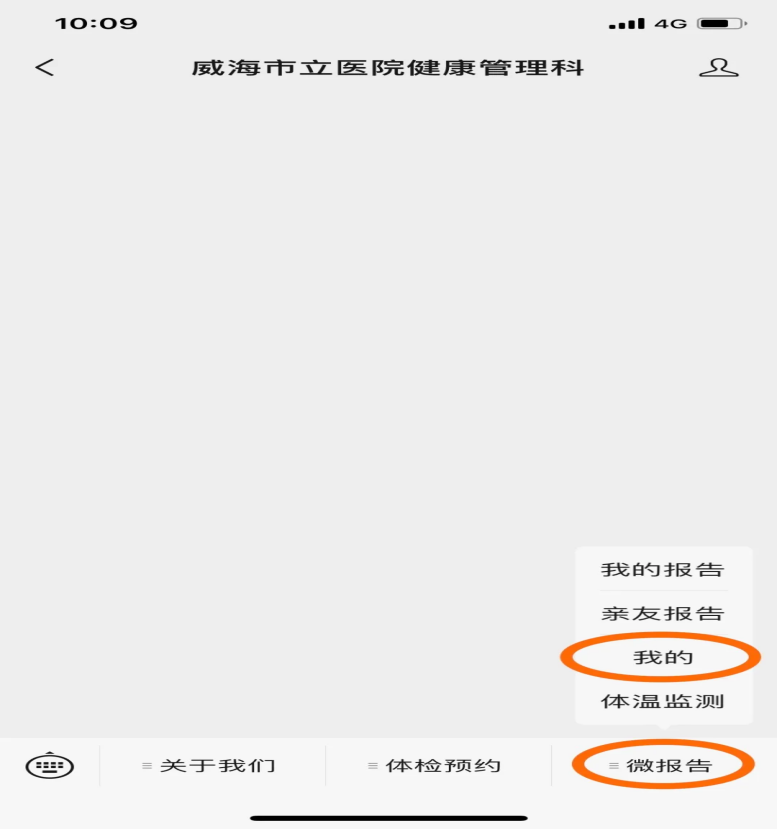 10:09
4G
威海市立医院健康管理科
我的报告
亲友报告
我的
体温监测
关于我们
体检预约
微报告